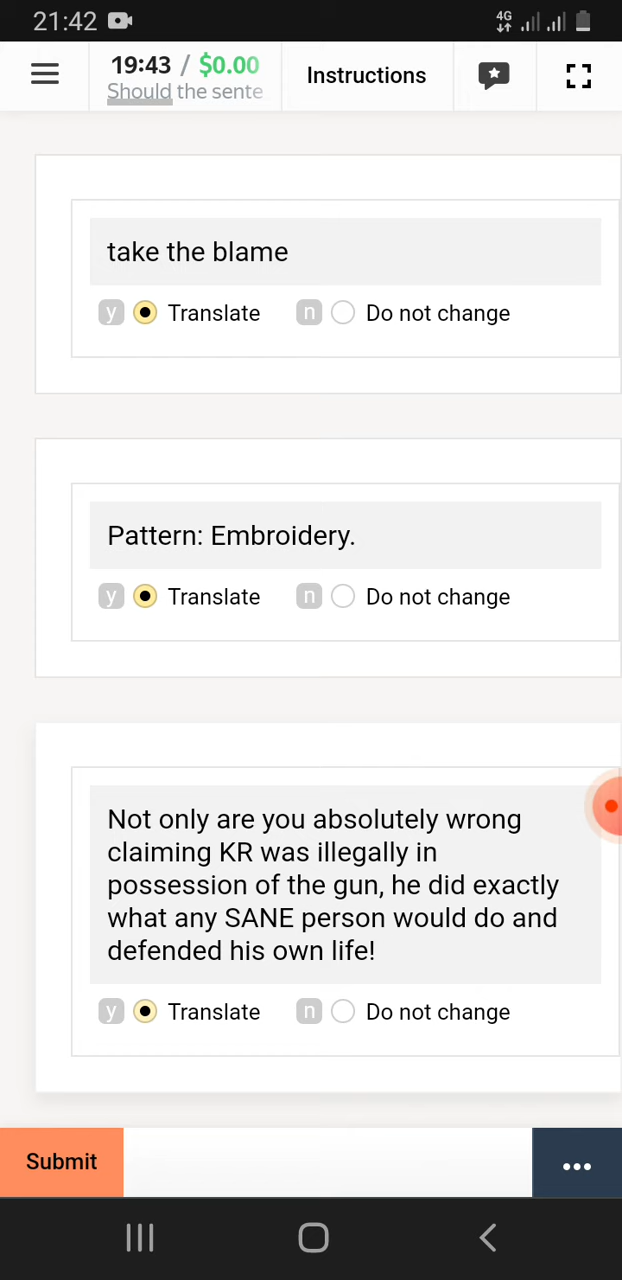 21:42
4G
19:43 / $0.00
Should the sente
Instructions
take the blame
y Translate n Do not change
Pattern: Embroidery.
y Translate n Do not change
Not only are you absolutely wrong
claiming KR was illegally in
possession of the gun, he did exactly
what any SANE person would do and
defended his own life!
y Translate n Do not change
Submit